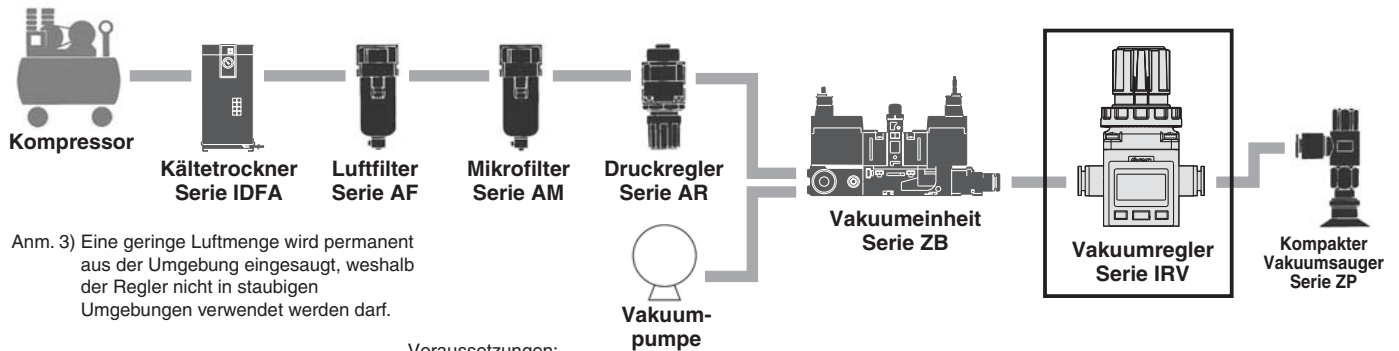 Kompressor
Kältetrockner
Serie IDFA
Luftfilter
Serie AF
Mikrofilter
Serie AM
Druckregler
Serie AR
Vakuumeinheit
Serie ZB
Vakuumregler
Serie IRV
Kompakter
Vakuumsauger
Serie ZP
Anm. 3) Eine geringe Luftmenge wird permanent
aus der Umgebung eingesaugt, weshalb
der Regler nicht in staubigen
Umgebungen verwendet werden darf.
Vakuum-
pumpe
Voraussetzungen: